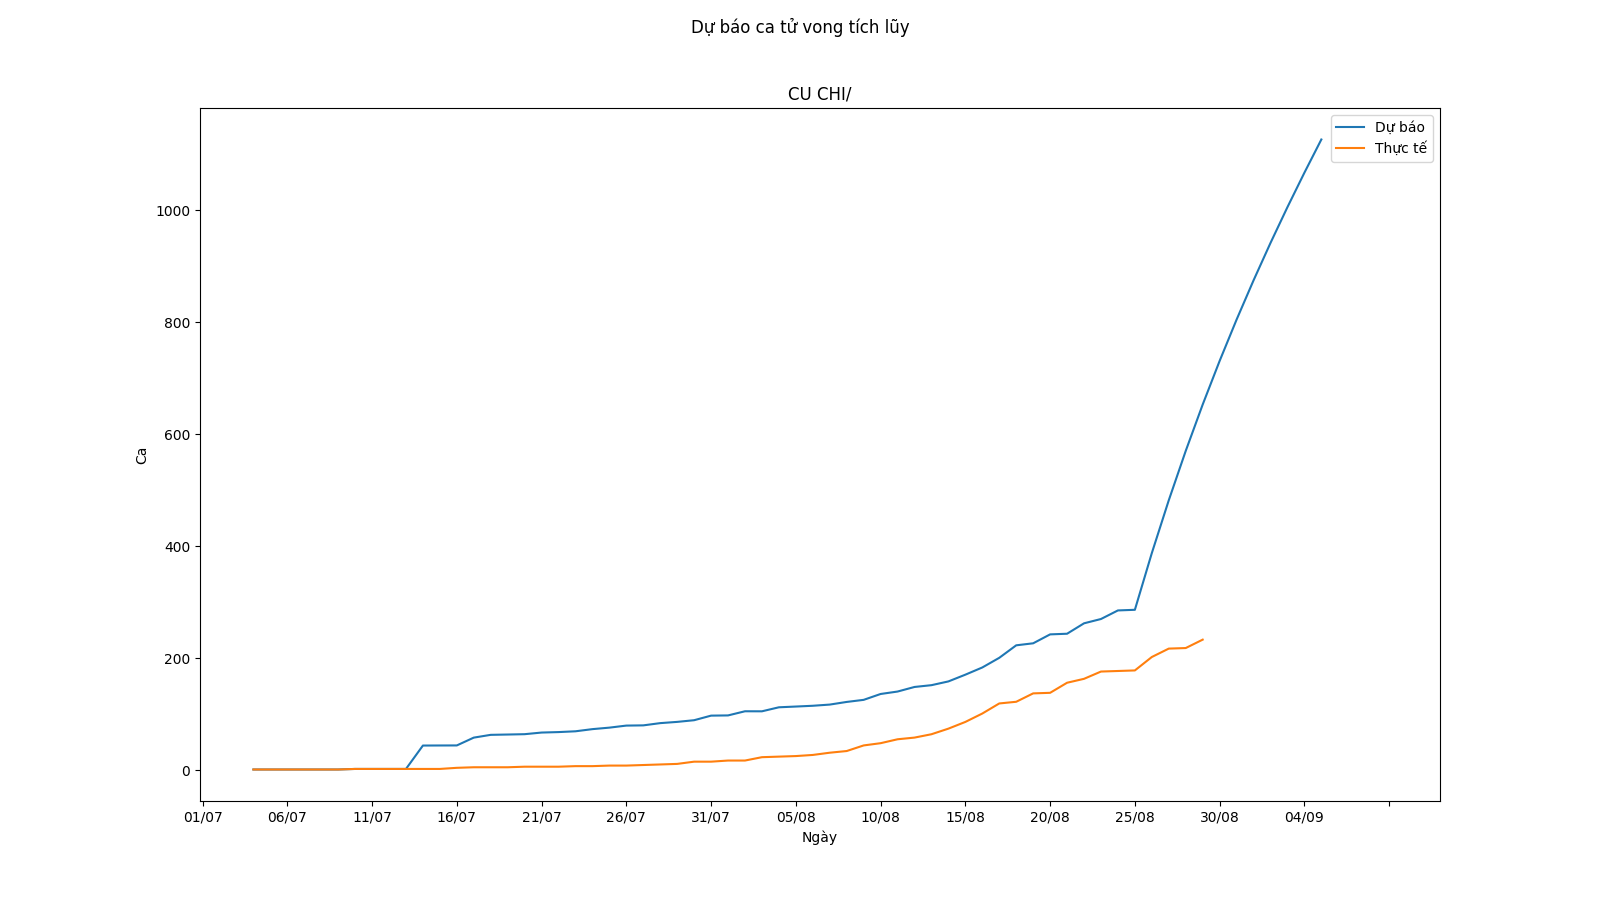 Dự báo ca tử vong tích lũy
CU CHI/
Dự báo
Thực tế
1000
800
600
400
200
0
Ca
01/07 06/07 11/07 16/07 21/07 26/07 31/07 05/08 10/08 15/08 20/08 25/08 30/08 04/09
Ngày